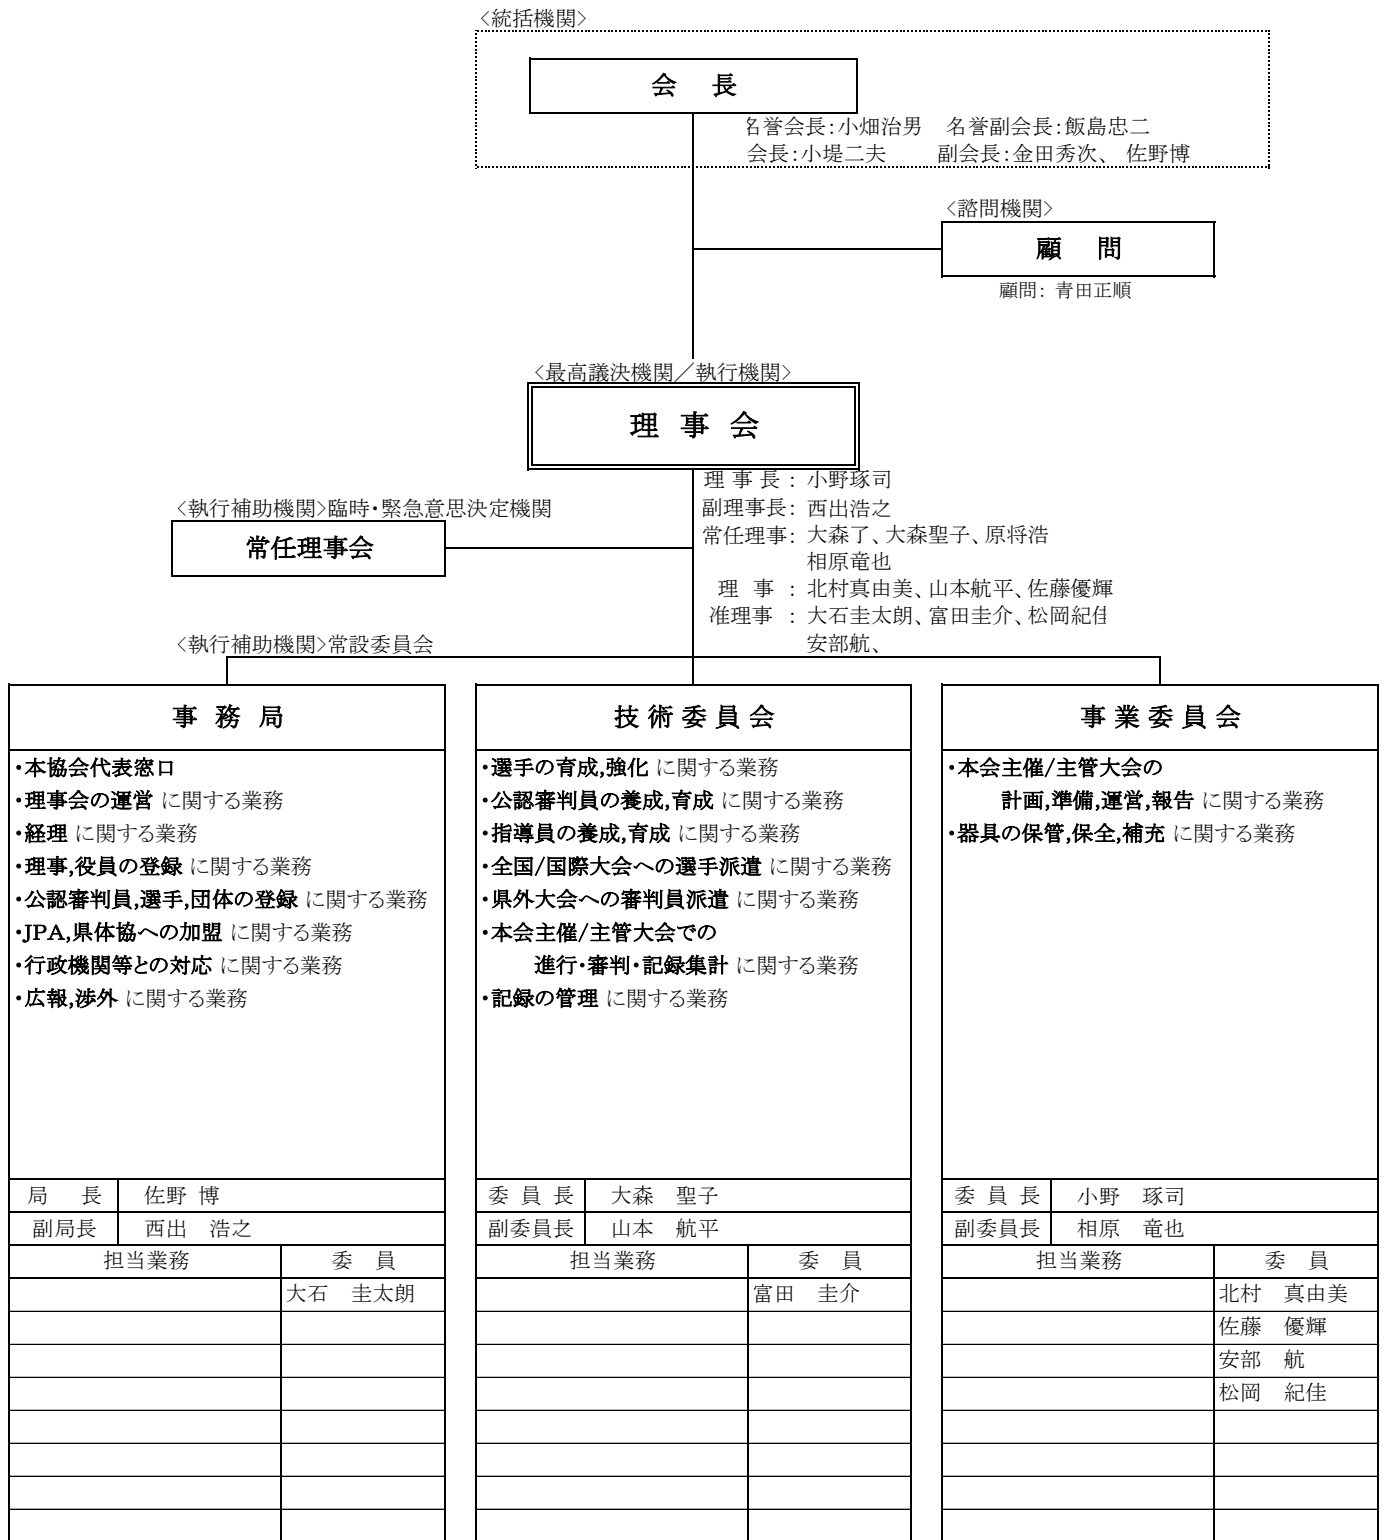 <統括機関>
会 長
名誉会長:小畑治男 名誉副会長:飯島忠二
会長:小堤二夫 副会長:金田秀次、 佐野博
<諮問機関>
顧 問
顧問: 青田正順
<最高議決機関/執行機関>
理 事 会
理 事 長 : 小野琢司
副理事長: 西出浩之
常任理事: 大森了、大森聖子、原将浩
相原竜也
理 事 : 北村真由美、山本航平、佐藤優輝
准理事 : 大石圭太朗、富田圭介、松岡紀佳
安部航、
<執行補助機関>臨時・緊急意思決定機関
常任理事会
<執行補助機関>常設委員会
事 務 局
・本協会代表窓口
・理事会の運営 に関する業務
・経理 に関する業務
・理事,役員の登録 に関する業務
・公認審判員,選手,団体の登録 に関する業務
・JPA,県体協への加盟 に関する業務
・行政機関等との対応 に関する業務
・広報,渉外 に関する業務
局 長 佐野 博
副局長 西出 浩之
担当業務 委 員
大石 圭太朗
技 術 委 員 会
・選手の育成,強化 に関する業務
・公認審判員の養成,育成 に関する業務
・指導員の養成,育成 に関する業務
・全国/国際大会への選手派遣 に関する業務
・県外大会への審判員派遣 に関する業務
・本会主催/主管大会での
進行・審判・記録集計 に関する業務
・記録の管理 に関する業務
委 員 長 大森 聖子
副委員長 山本 航平
担当業務 委 員
富田 圭介
事 業 委 員 会
・本会主催/主管大会の
計画,準備,運営,報告 に関する業務
・器具の保管,保全,補充 に関する業務
委 員 長 小野 琢司
副委員長 相原 竜也
担当業務 委 員
北村 真由美
佐藤 優輝
安部 航
松岡 紀佳